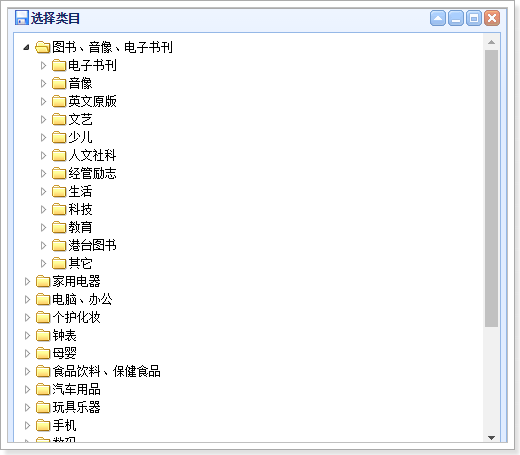 选择类目
图书、音像、电子书刊
电子书刊
音像
英文原版
文艺
少儿
人文社科
经管励志
生活
科技
教育
港台图书
其它
家用电器
电脑、办公
个护化妆
钟表
母婴
食品饮料、保健食品
汽车用品
玩具乐器
手机
数码